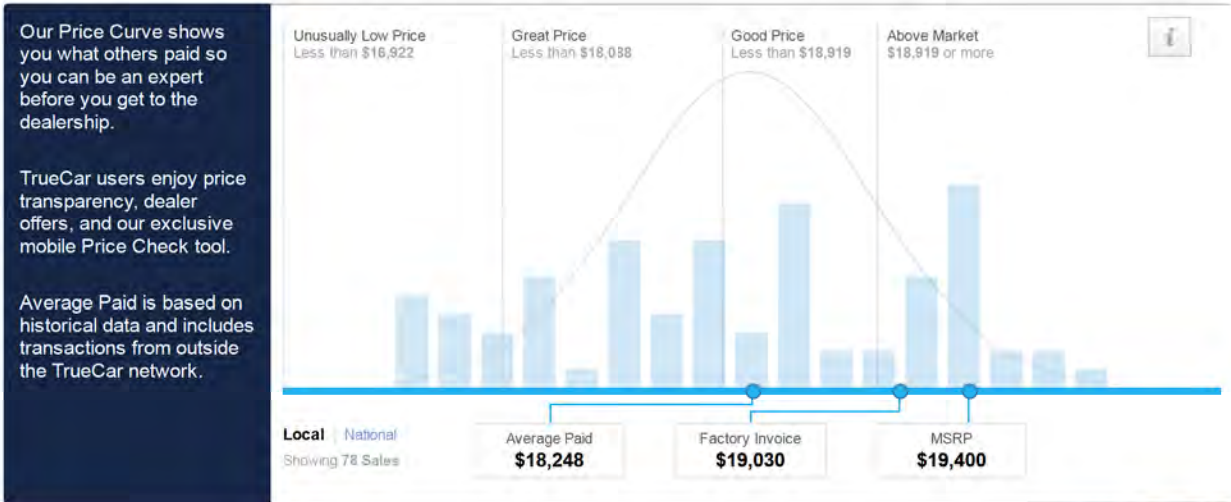 Our Price Curve shows
you what others paid so
you can be an expert
before you get to the
dealership.
TrueCar users enjoy price
transparency, dealer
offers, and our exclusive
mobile Price Check tool.
Average Paid is based on
historical data and includes
transactions from outside
the TrueCar network.
Unusually Low Price
Less than $16,922
Great Price
Less than $18,088
Good Price
Less than $18,919
Above Market
$18,919 or more
i
Local | National
Showing 78 Sales
Average Paid
$18,248
Factory Invoice
$19,030
MSRP
$19,400